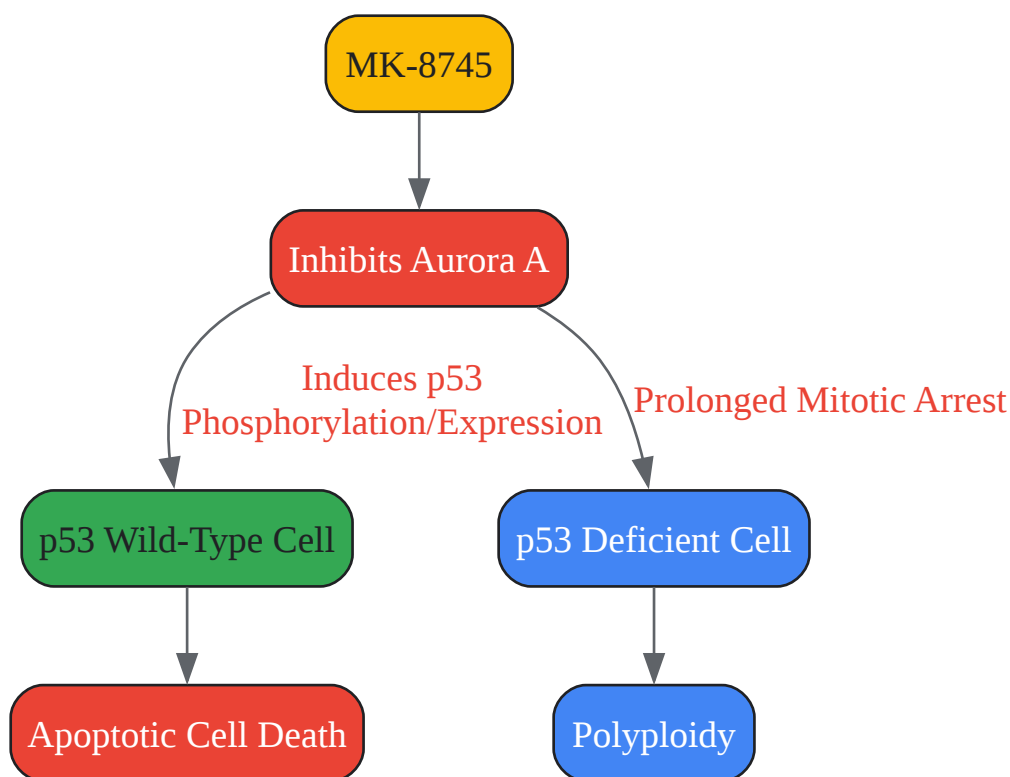 MK-8745
Inhibits Aurora A
Induces p53
Phosphorylation/Expression
Prolonged Mitotic Arrest
p53 Wild-Type Cell
p53 Deficient Cell
Apoptotic Cell Death
Polyploidy